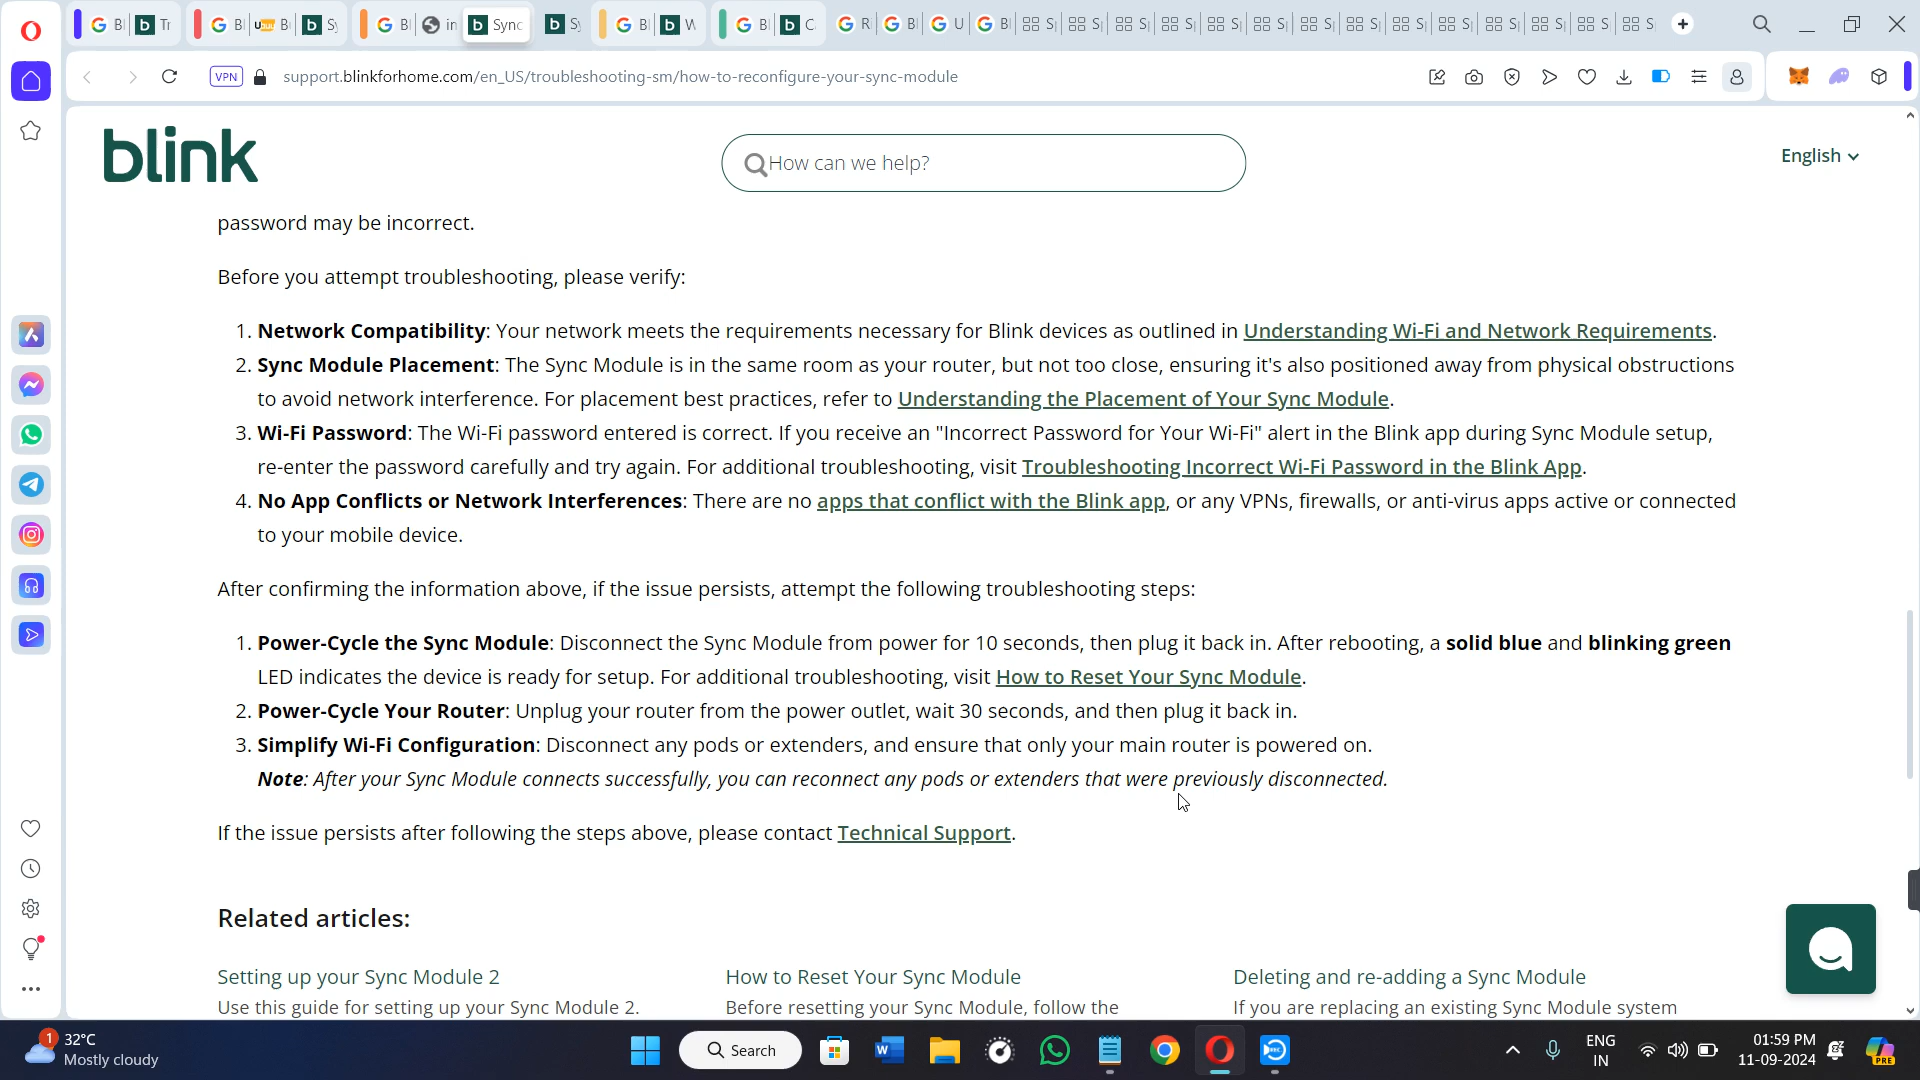 G Bl
Tr
G Bl
Bu
Sy
G Bl
in
Sync
Sy
G Bl
W
G Bl
C
G R
G Bl
G U
G Bl
S
S
S
S
S
S
S
S
S
S
S
S
S
S
VPN
support.blinkforhome.com/en_US/troubleshooting-sm/how-to-reconfigure-your-sync-module
blink
How can we help?
English
password may be incorrect.
Before you attempt troubleshooting, please verify:
1. Network Compatibility: Your network meets the requirements necessary for Blink devices as outlined in Understanding Wi-Fi and Network Requirements.
2. Sync Module Placement: The Sync Module is in the same room as your router, but not too close, ensuring it's also positioned away from physical obstructions
to avoid network interference. For placement best practices, refer to Understanding the Placement of Your Sync Module.
3. Wi-Fi Password: The Wi-Fi password entered is correct. If you receive an "Incorrect Password for Your Wi-Fi" alert in the Blink app during Sync Module setup,
re-enter the password carefully and try again. For additional troubleshooting, visit Troubleshooting Incorrect Wi-Fi Password in the Blink App.
4. No App Conflicts or Network Interferences: There are no apps that conflict with the Blink app, or any VPNs, firewalls, or anti-virus apps active or connected
to your mobile device.
After confirming the information above, if the issue persists, attempt the following troubleshooting steps:
1. Power-Cycle the Sync Module: Disconnect the Sync Module from power for 10 seconds, then plug it back in. After rebooting, a solid blue and blinking green
LED indicates the device is ready for setup. For additional troubleshooting, visit How to Reset Your Sync Module.
2. Power-Cycle Your Router: Unplug your router from the power outlet, wait 30 seconds, and then plug it back in.
3. Simplify Wi-Fi Configuration: Disconnect any pods or extenders, and ensure that only your main router is powered on.
Note: After your Sync Module connects successfully, you can reconnect any pods or extenders that were previously disconnected.
If the issue persists after following the steps above, please contact Technical Support.
Related articles:
Setting up your Sync Module 2
How to Reset Your Sync Module
Deleting and re-adding a Sync Module
Use this guide for setting up your Sync Module 2.
Before resetting your Sync Module, follow the
If you are replacing an existing Sync Module system
1
32°C
Mostly cloudy
Search
ENG
IN
01:59 PM
11-09-2024